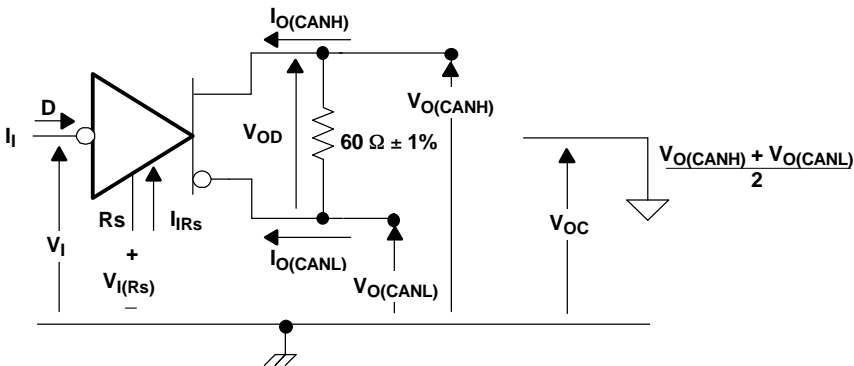 I_O(CANH)
D
I_I
V_OD
60 Ω ± 1%
V_O(CANH)
V_O(CANH) + V_O(CANL)
2
V_OC
Rs
I_IRs
V_I
+
V_I(Rs)
_
I_O(CANL)
V_O(CANL)